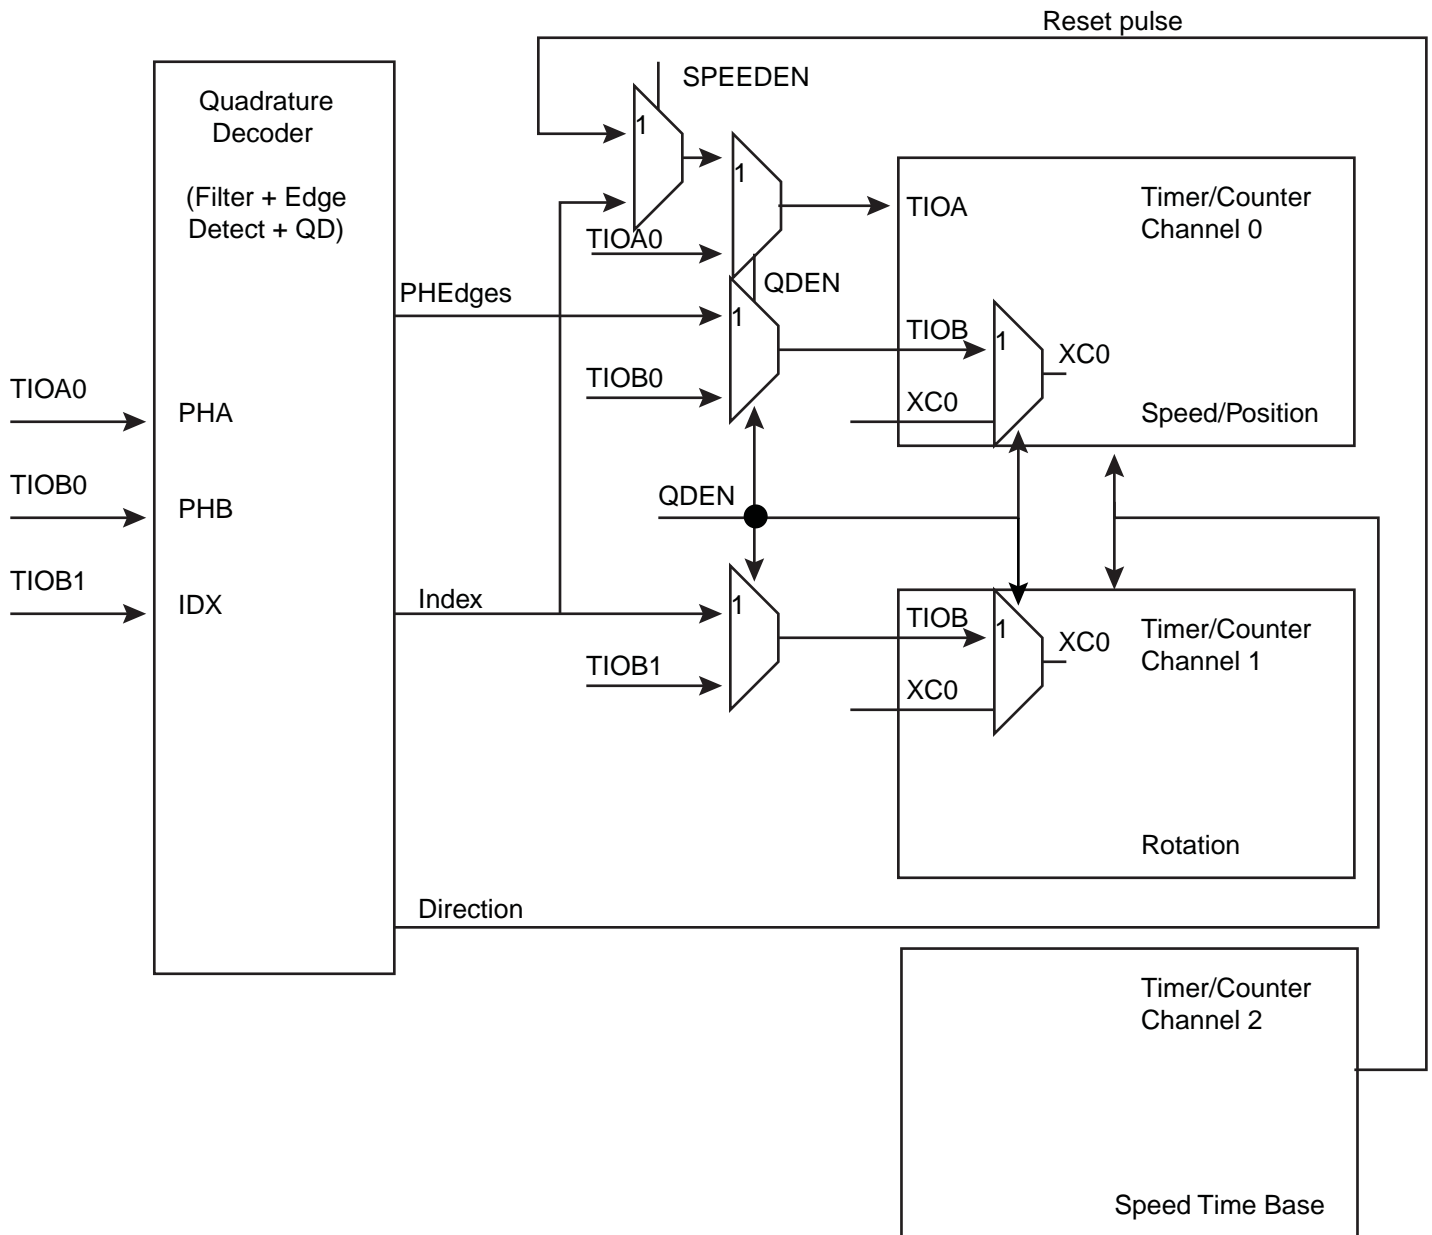 Reset pulse
SPEEDEN
Quadrature
Decoder
(Filter + Edge
Detect + QD)
1
1
TIOA
Timer/Counter
Channel 0
TIOA0
QDEN
PHEdges
1
TIOB
1
XC0
TIOB0
XC0
Speed/Position
TIOA0
PHA
TIOB0
PHB
QDEN
TIOB1
IDX
Index
1
TIOB
1
XC0
Timer/Counter
Channel 1
TIOB1
XC0
Rotation
Direction
Timer/Counter
Channel 2
Speed Time Base